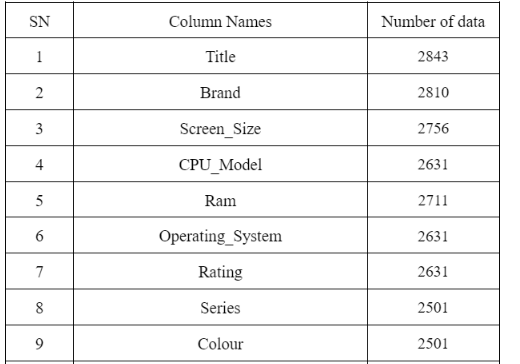 SN Column Names Number of data
1 Title 2843
2 Brand 2810
3 Screen_Size 2756
4 CPU_Model 2631
5 Ram 2711
6 Operating_System 2631
7 Rating 2631
8 Series 2501
9 Colour 2501